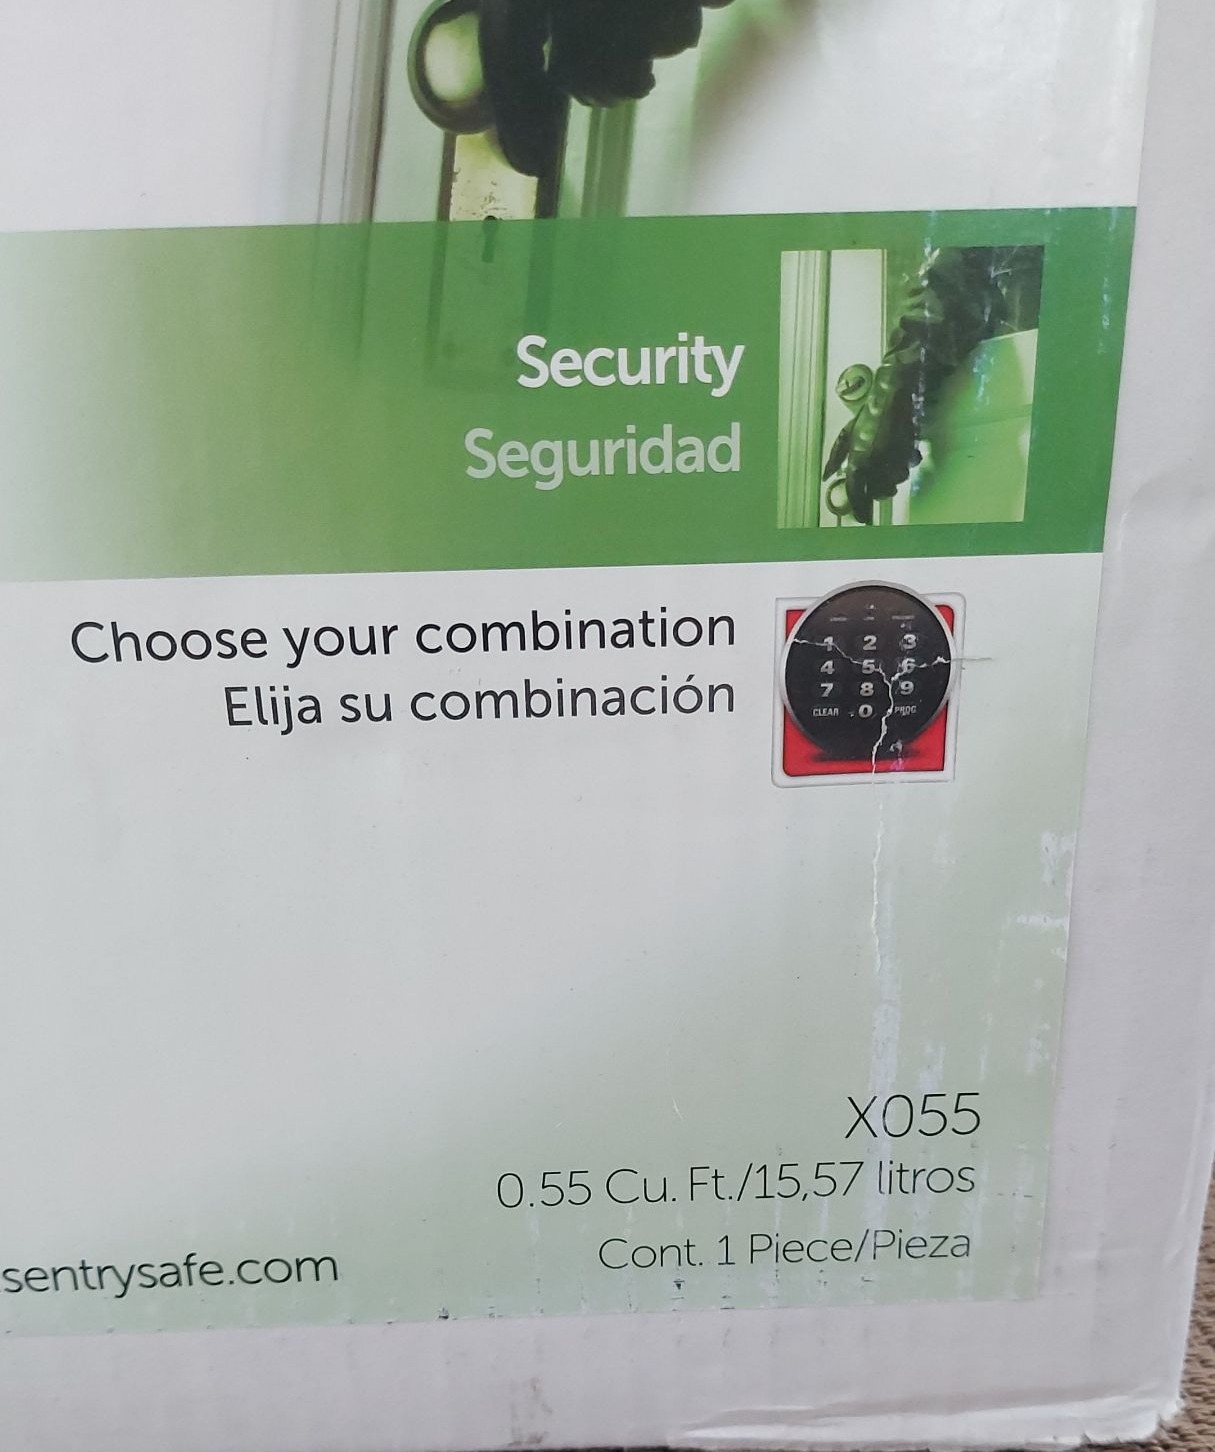 Security
Seguridad
Choose your combination
Elija su combinación
1 2 3
4 5 6
7 8 9
CLEAR 0 PROG
X055
0.55 Cu. Ft./15,57 litros
Cont. 1 Piece/Pieza
sentrysafe.com